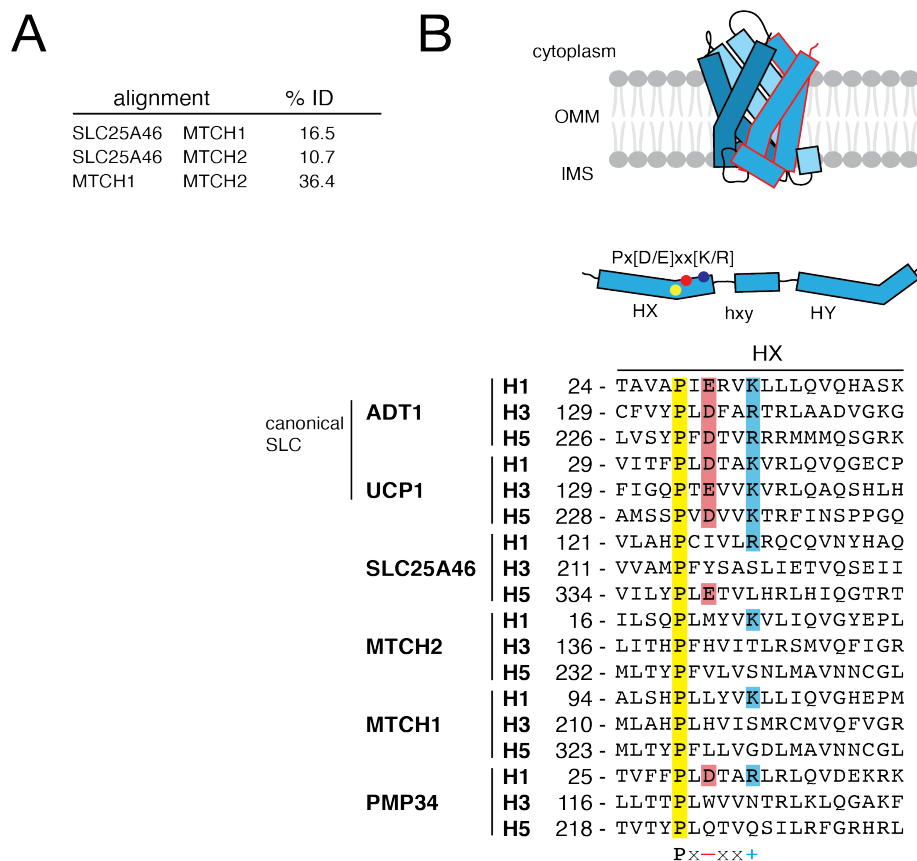 A
alignment % ID
SLC25A46 MTCH1 16.5
SLC25A46 MTCH2 10.7
MTCH1 MTCH2 36.4
B
cytoplasm
OMM
IMS
Px[D/E]xx[K/R]
HX hxy HY
HX
canonical SLC
ADT1
H1 24 - TAVAPIERVKLLLQVQHASK
H3 129 - CFVYPLDFARTRLAADVGKG
H5 226 - LVSYPFDTVRRRMMMQSGRK
UCP1
H1 29 - VITFPLDTAKVRLQVQGECP
H3 129 - FIGQPTEVVKVRLQAQSHLH
H5 228 - AMSSPVDVVKTRFINSPPGQ
SLC25A46
H1 121 - VLAHPCIVLRRQCQVNYHAQ
H3 211 - VVAMPFYSASLIETVQSEII
H5 334 - VILYPLETVLHRLHIQGTRT
MTCH2
H1 16 - ILSQPLMYVKVLIQVGYEPL
H3 136 - LITHPFHVITLRSMVQFIGR
H5 232 - MLTYPFVLVSNLMAVNNCGL
MTCH1
H1 94 - ALSHPLLYVKLLIQVGHEPM
H3 210 - MLAHPLHVISMRCMVQFVGR
H5 323 - MLTYPFLLVGDLMAVNNCGL
PMP34
H1 25 - TVFFPLDTARLRLQVDEKRK
H3 116 - LLTTPLWVVNTRLKLQGAKF
H5 218 - TVTYPLQTVQSILRFGRHRL
Px–xx+